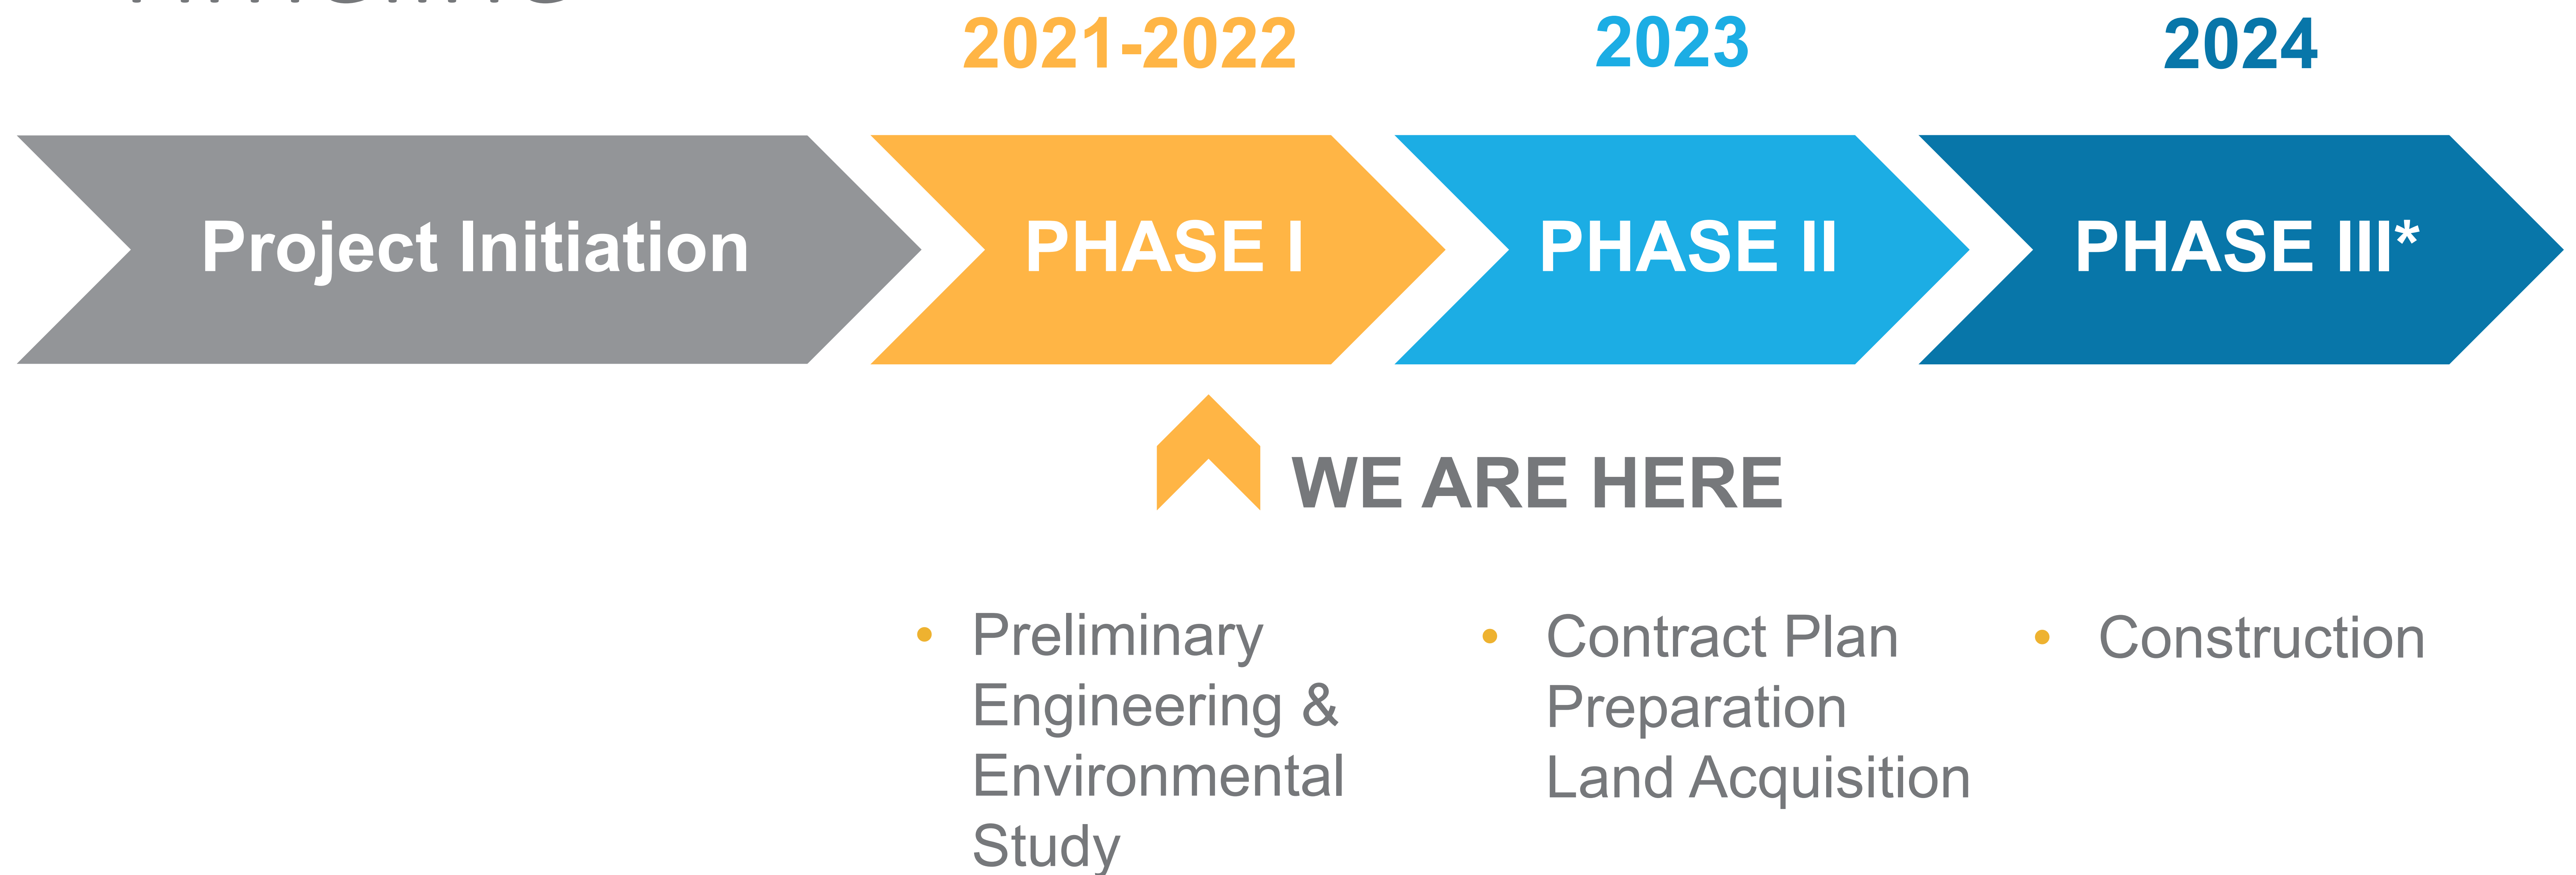 Timeline
2021-2022
2023
2024
Project Initiation
PHASE I
PHASE II
PHASE III*
WE ARE HERE
• Preliminary
Engineering &
Environmental
Study
• Contract Plan
Preparation
Land Acquisition
• Construction